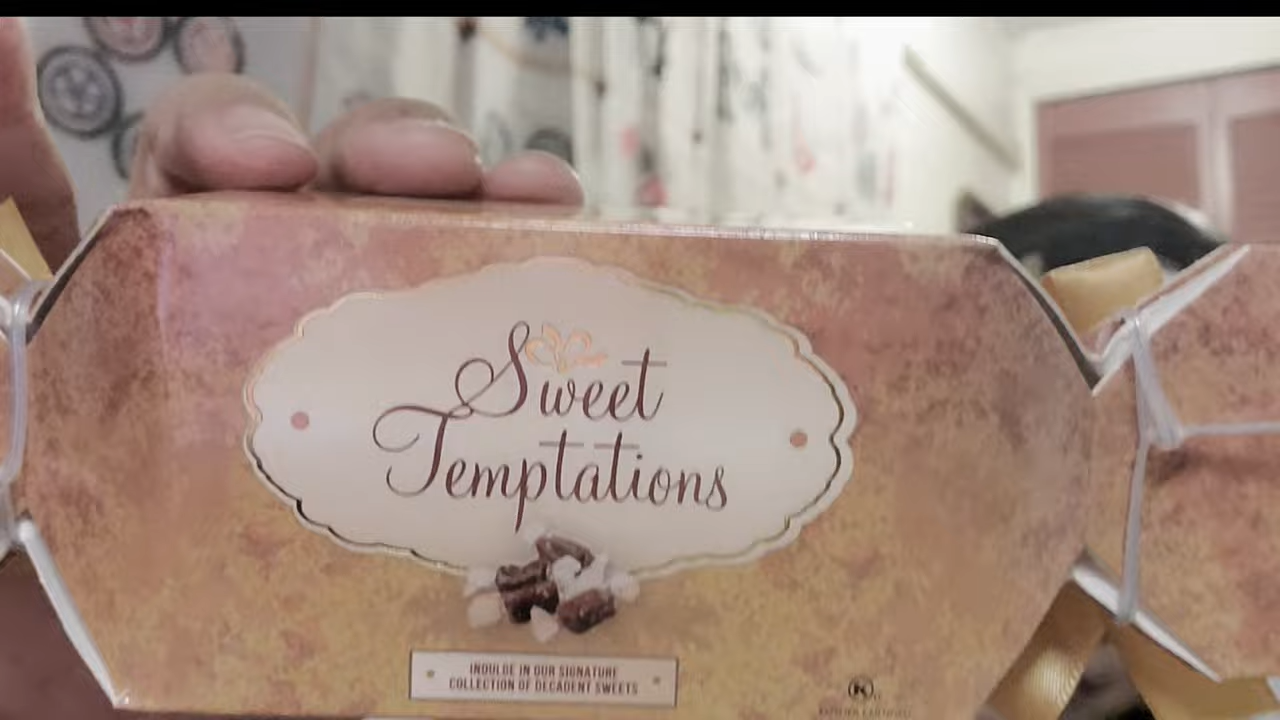 Sweet
Temptations
INDULGE IN OUR SIGNATURE
COLLECTION OF DECADENT SWEETS
K